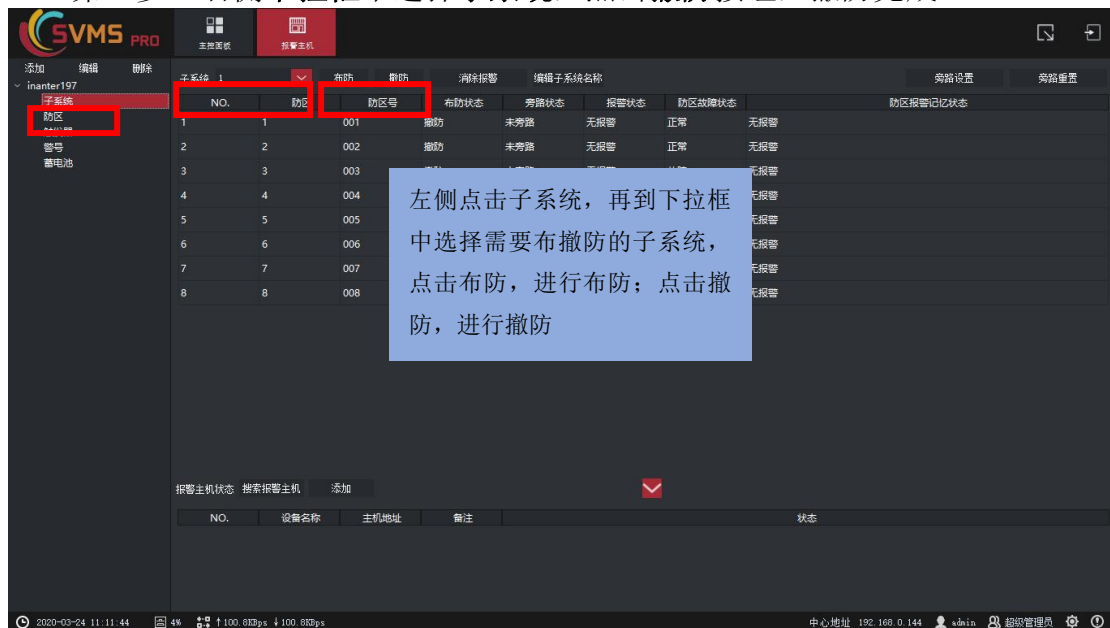 SVMS PRO
主控面板
报警主机
添加 编辑 删除
inanter197
子系统
防区
警号
蓄电池
子系统 1 布防 撤防 消除报警 编辑子系统名称 旁路设置 旁路重置
NO. 防区 防区号 布防状态 旁路状态 报警状态 防区故障状态 防区报警记忆状态
1 1 001 撤防 未旁路 无报警 正常 无报警
2 2 002 撤防 未旁路 无报警 正常 无报警
3 3 003 无报警
4 4 004 无报警
5 5 005 无报警
6 6 006 无报警
7 7 007 无报警
8 8 008 无报警
左侧点击子系统，再到下拉框
中选择需要布撤防的子系统，
点击布防，进行布防；点击撤
防，进行撤防
报警主机状态 搜索报警主机 添加
NO. 设备名称 主机地址 备注 状态
2020-03-24 11:11:44 4% ↑100.8KBps ↓100.8KBps 中心地址 192.168.0.144 admin 超级管理员